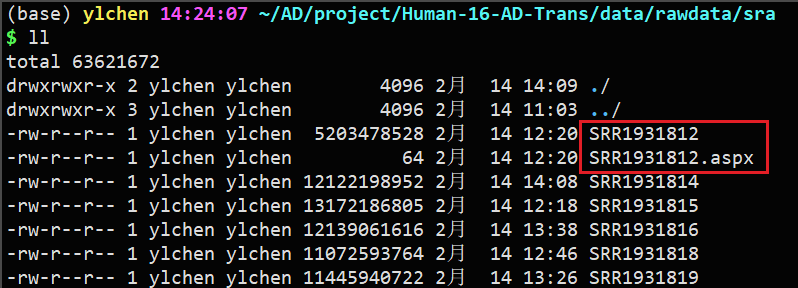 (base) ylchen 14:24:07 ~/AD/project/Human-16-AD-Trans/data/rawdata/sra
$ ll
total 63621672
drwxrwxr-x 2 ylchen ylchen 4096 2月 14 14:09 ./
drwxrwxr-x 3 ylchen ylchen 4096 2月 14 11:03 ../
-rw-r--r-- 1 ylchen ylchen 5203478528 2月 14 12:20 SRR1931812
-rw-r--r-- 1 ylchen ylchen 64 2月 14 12:20 SRR1931812.aspx
-rw-r--r-- 1 ylchen ylchen 12122198952 2月 14 14:08 SRR1931814
-rw-r--r-- 1 ylchen ylchen 13172186805 2月 14 12:18 SRR1931815
-rw-r--r-- 1 ylchen ylchen 12139061616 2月 14 13:38 SRR1931816
-rw-r--r-- 1 ylchen ylchen 11072593764 2月 14 12:46 SRR1931818
-rw-r--r-- 1 ylchen ylchen 11445940722 2月 14 13:26 SRR1931819